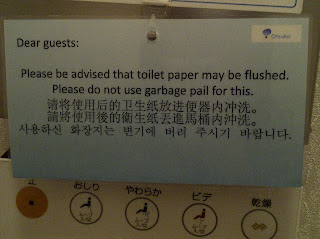 Dear guests:
Please be advised that toilet paper may be flushed.
Please do not use garbage pail for this.
请将使用后的卫生纸放进便器内冲洗。
請將使用後的衛生紙丟進馬桶内沖洗。
사용하신 화장지는 변기에 버려 주시기 바랍니다.
止 おしり やわらか ビデ 乾燥